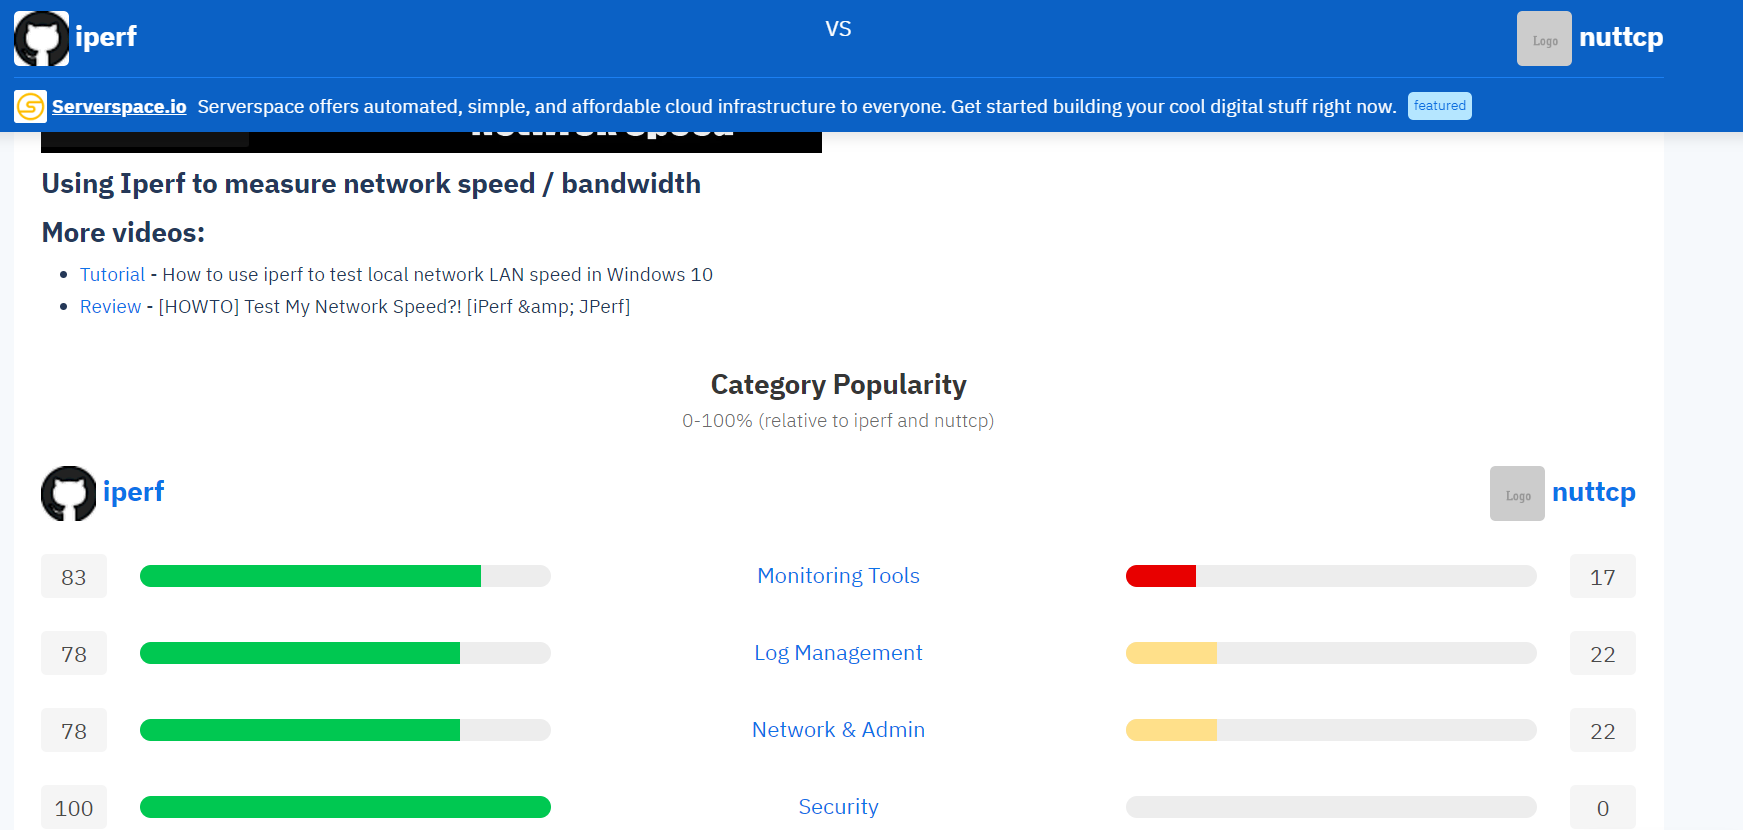 iperf
VS
Logo
nuttcp
Serverspace.io Serverspace offers automated, simple, and affordable cloud infrastructure to everyone. Get started building your cool digital stuff right now. featured
Using Iperf to measure network speed / bandwidth
More videos:
Tutorial - How to use iperf to test local network LAN speed in Windows 10
Review - [HOWTO] Test My Network Speed?! [iPerf &amp; JPerf]
Category Popularity
0-100% (relative to iperf and nuttcp)
iperf
Logo
nuttcp
83 Monitoring Tools 17
78 Log Management 22
78 Network & Admin 22
100 Security 0